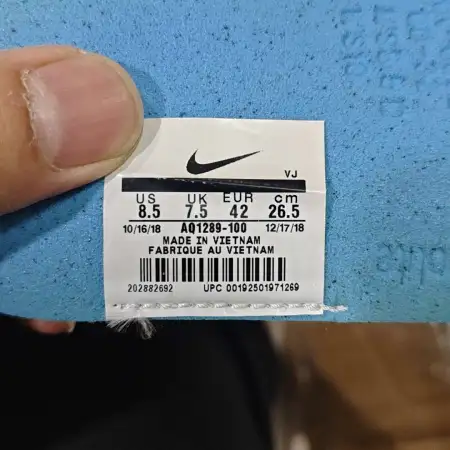 VJ
US UK EUR cm
8.5 7.5 42 26.5
10/16/18 AQ1289-100 12/17/18
MADE IN VIETNAM
FABRIQUE AU VIETNAM
202882692 UPC 00192501971269